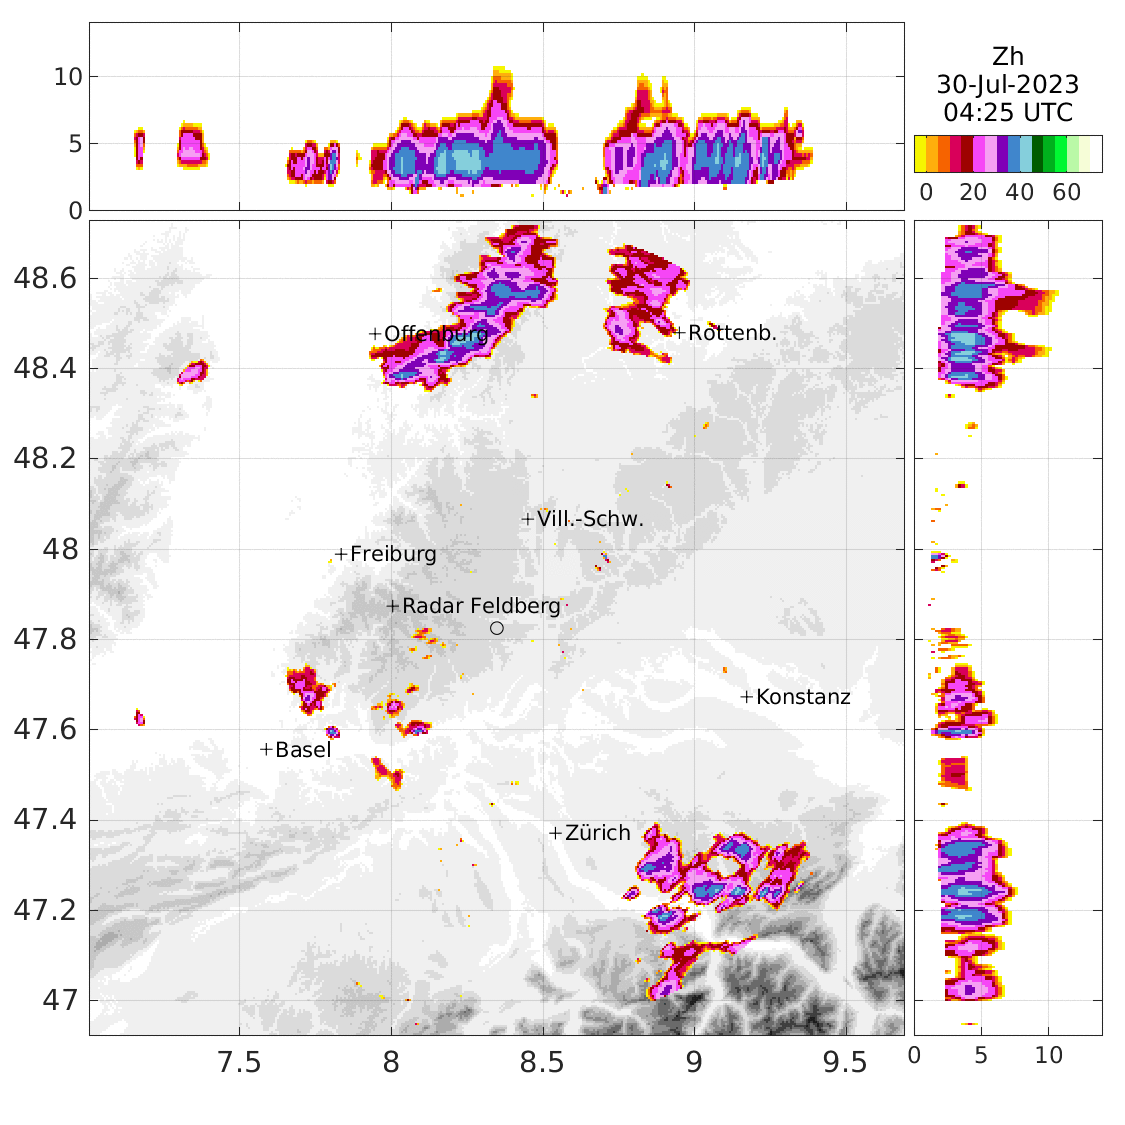 10
5
0
Zh
30-Jul-2023
04:25 UTC
0 20 40 60
48.6
48.4
48.2
48
47.8
47.6
47.4
47.2
47
Offenburg
Rottenb.
Vill.-Schw.
Freiburg
Radar Feldberg
Konstanz
Basel
Zürich
7.5 8 8.5 9 9.5
0 5 10